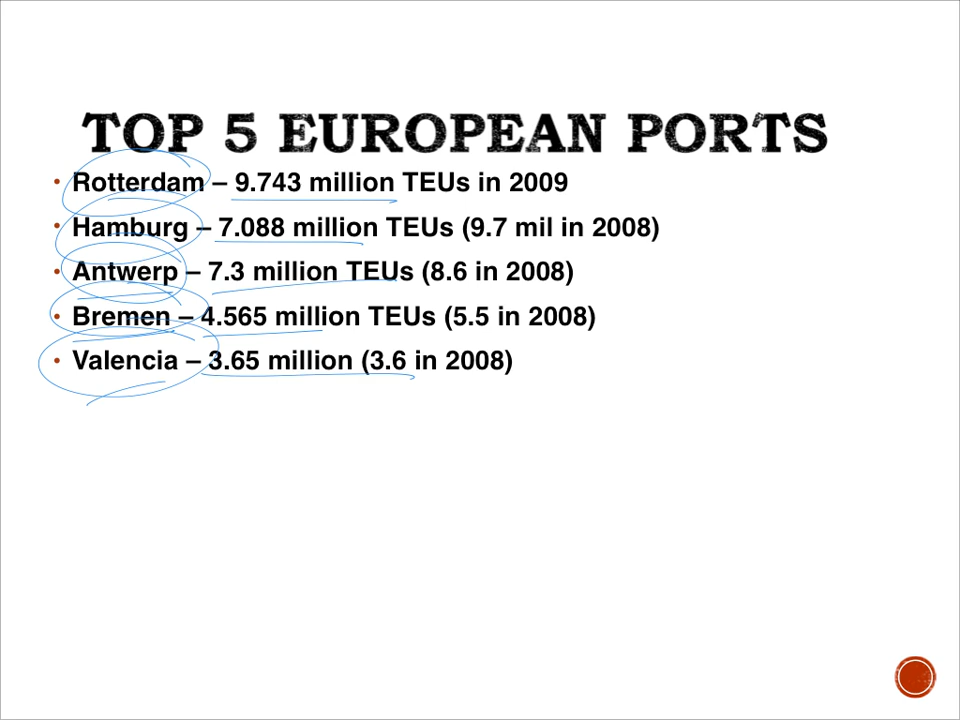 TOP 5 EUROPEAN PORTS
• Rotterdam – 9.743 million TEUs in 2009
• Hamburg – 7.088 million TEUs (9.7 mil in 2008)
• Antwerp – 7.3 million TEUs (8.6 in 2008)
• Bremen – 4.565 million TEUs (5.5 in 2008)
• Valencia – 3.65 million (3.6 in 2008)